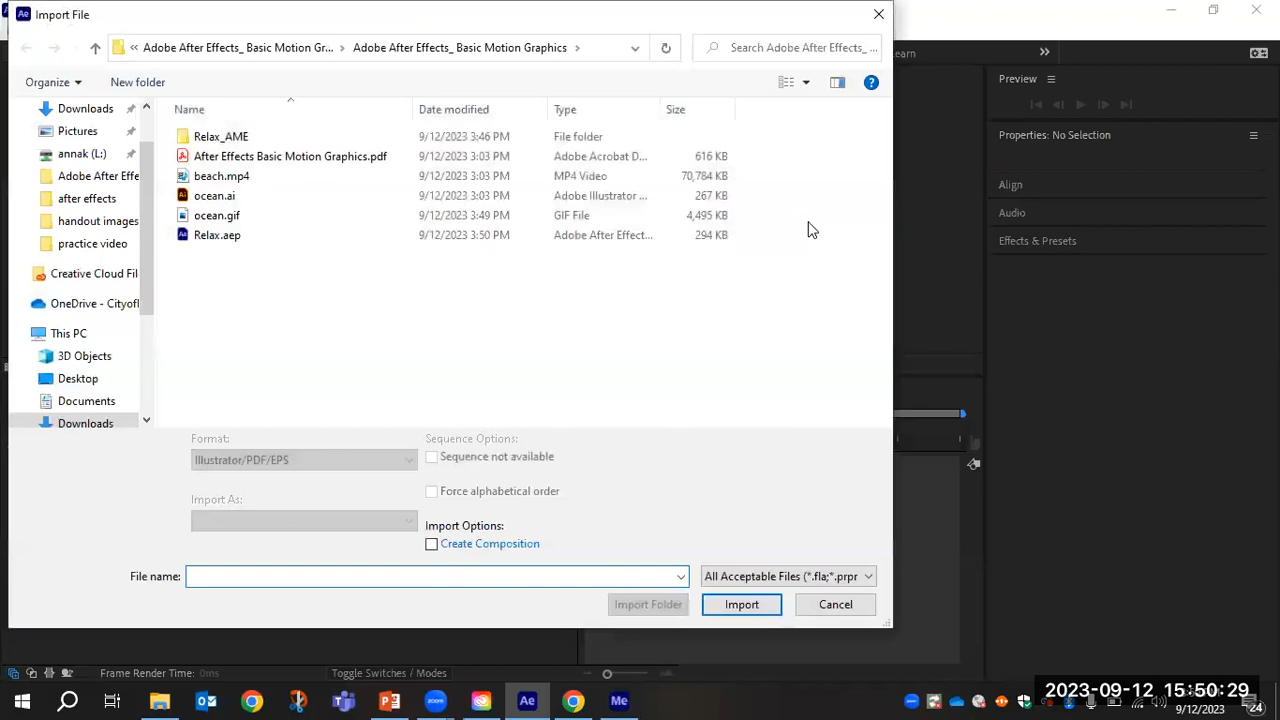 Import File
« Adobe After Effects_ Basic Motion Gr... > Adobe After Effects_ Basic Motion Graphics >
Search Adobe After Effects_ ...
Learn
Organize
New folder
Preview
Properties: No Selection
Align
Audio
Effects & Presets
Downloads
Pictures
annak (L:)
Adobe After Effe
after effects
handout images
practice video
Creative Cloud Fil
OneDrive - Cityofl
This PC
3D Objects
Desktop
Documents
Downloads
Name Date modified Type Size
Relax_AME 9/12/2023 3:46 PM File folder
After Effects Basic Motion Graphics.pdf 9/12/2023 3:03 PM Adobe Acrobat D... 616 KB
beach.mp4 9/12/2023 3:03 PM MP4 Video 70,784 KB
ocean.ai 9/12/2023 3:03 PM Adobe Illustrator ... 267 KB
ocean.gif 9/12/2023 3:49 PM GIF File 4,495 KB
Relax.aep 9/12/2023 3:50 PM Adobe After Effect... 294 KB
Format:
Illustrator/PDF/EPS
Import As:
Sequence Options:
Sequence not available
Force alphabetical order
Import Options:
Create Composition
File name:
All Acceptable Files (*.fla;*.prpr
Import Folder
Import
Cancel
Frame Render Time: 0ms
Toggle Switches / Modes
2023-09-12 15:50:29
9/12/2023
24